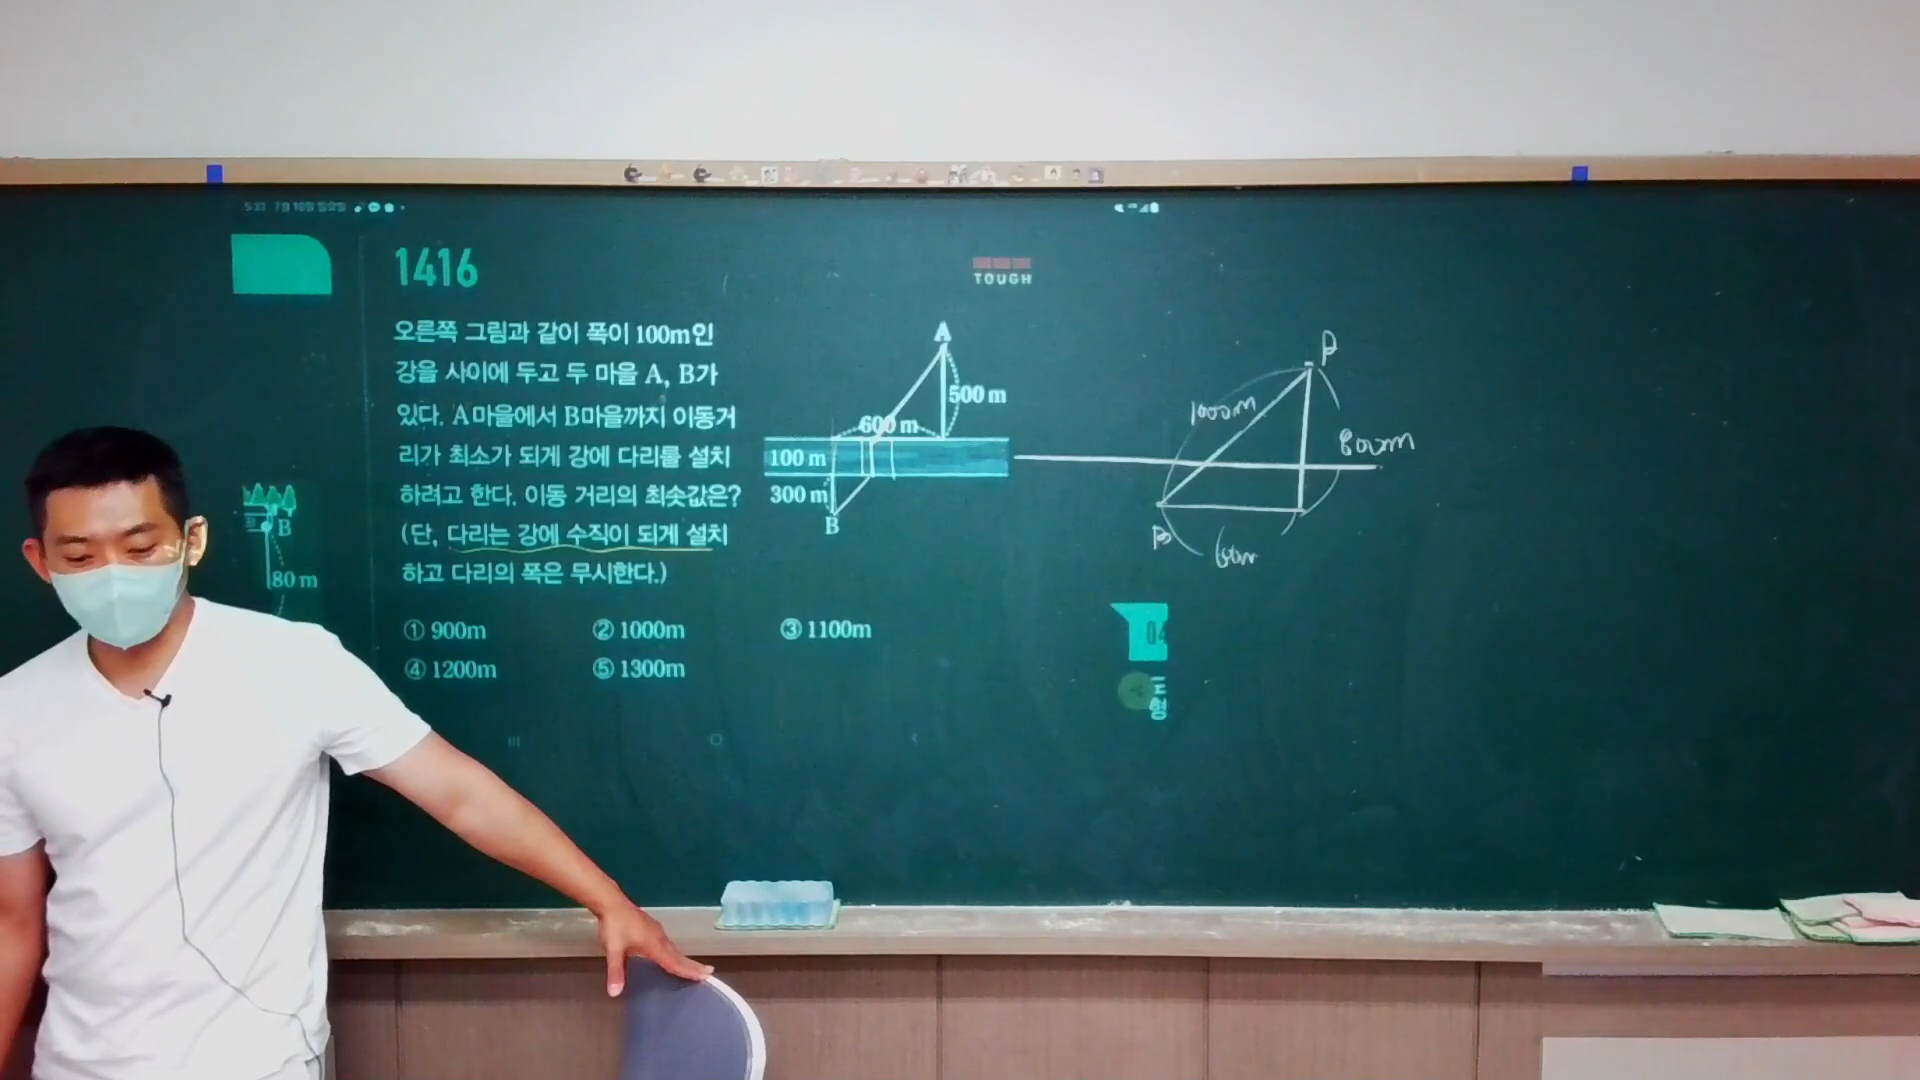 1416
TOUGH
오른쪽 그림과 같이 폭이 100m인
강을 사이에 두고 두 마을 A, B가
있다. A마을에서 B마을까지 이동거
리가 최소가 되게 강에 다리를 설치
하려고 한다. 이동 거리의 최솟값은?
(단, 다리는 강에 수직이 되게 설치
하고 다리의 폭은 무시한다.)
① 900m ② 1000m ③ 1100m
④ 1200m ⑤ 1300m
A
500 m
600 m
100 m
300 m
B
1000m
800m
B
80 m
04
형